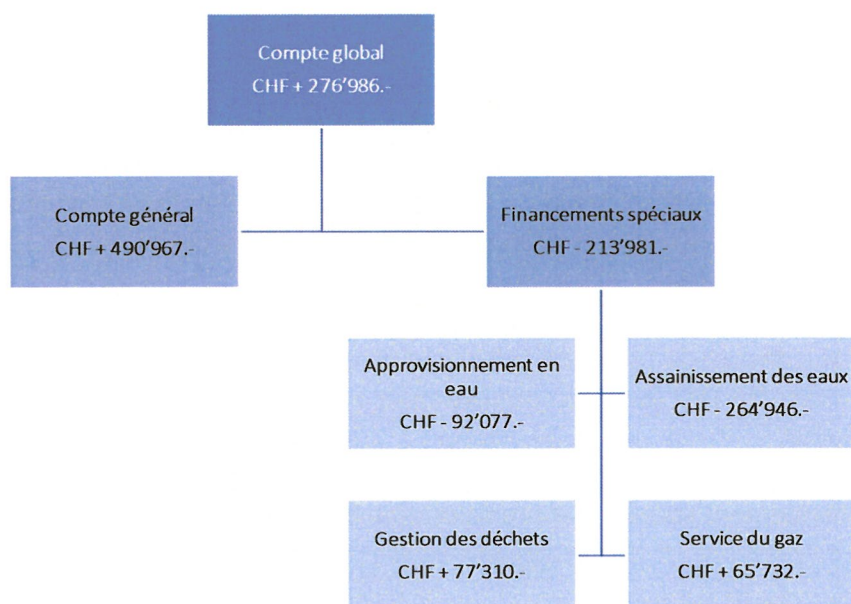 Compte global
CHF + 276’986.-
Compte général
CHF + 490’967.-
Financements spéciaux
CHF - 213’981.-
Approvisionnement en
eau
CHF - 92’077.-
Assainissement des eaux
CHF - 264’946.-
Gestion des déchets
CHF + 77’310.-
Service du gaz
CHF + 65’732.-